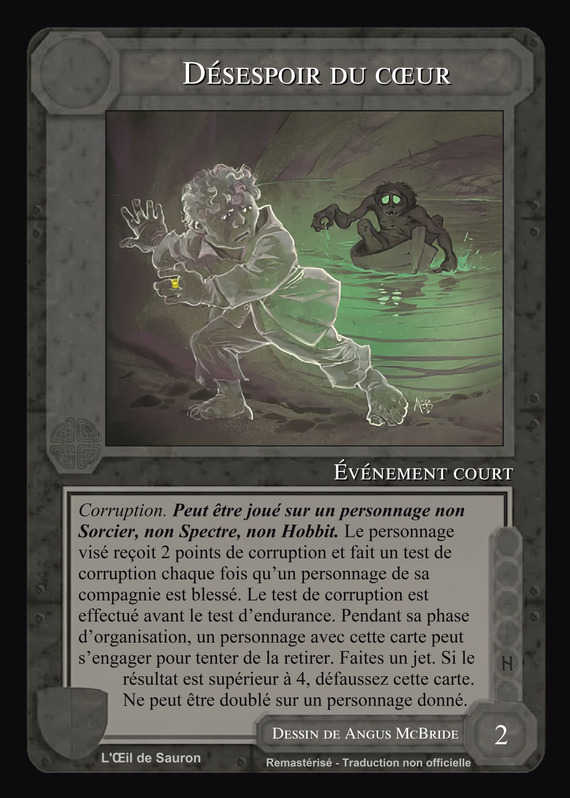 Désespoir du cœur
AMcB
Événement court
Corruption. Peut être joué sur un personnage non
Sorcier, non Spectre, non Hobbit. Le personnage
visé reçoit 2 points de corruption et fait un test de
corruption chaque fois qu'un personnage de sa
compagnie est blessé. Le test de corruption est
effectué avant le test d'endurance. Pendant sa phase
d'organisation, un personnage avec cette carte peut
s'engager pour tenter de la retirer. Faites un jet. Si le
résultat est supérieur à 4, défaussez cette carte.
Ne peut être doublé sur un personnage donné.
Dessin de Angus McBride
2
L'Œil de Sauron
Remastérisé - Traduction non officielle